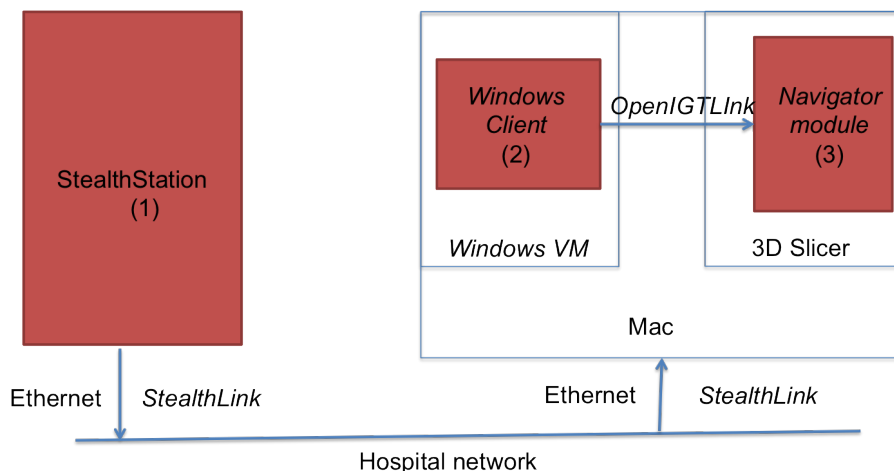 StealthStation
(1)
Windows
Client
(2)
OpenIGTLInk
Navigator
module
(3)
Windows VM
3D Slicer
Mac
Ethernet
StealthLink
Ethernet
StealthLink
Hospital network